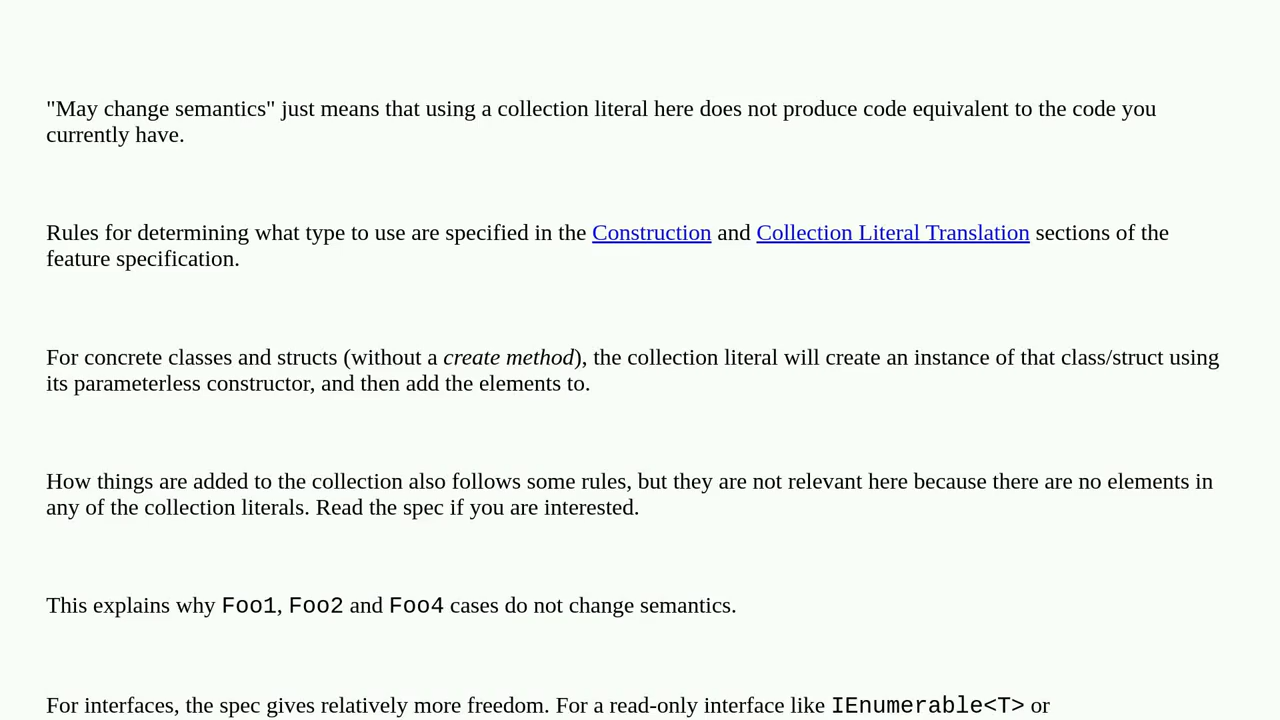 "May change semantics" just means that using a collection literal here does not produce code equivalent to the code you
currently have.
Rules for determining what type to use are specified in the Construction and Collection Literal Translation sections of the
feature specification.
For concrete classes and structs (without a create method), the collection literal will create an instance of that class/struct using
its parameterless constructor, and then add the elements to.
How things are added to the collection also follows some rules, but they are not relevant here because there are no elements in
any of the collection literals. Read the spec if you are interested.
This explains why Foo1, Foo2 and Foo4 cases do not change semantics.
For interfaces, the spec gives relatively more freedom. For a read-only interface like IEnumerable<T> or